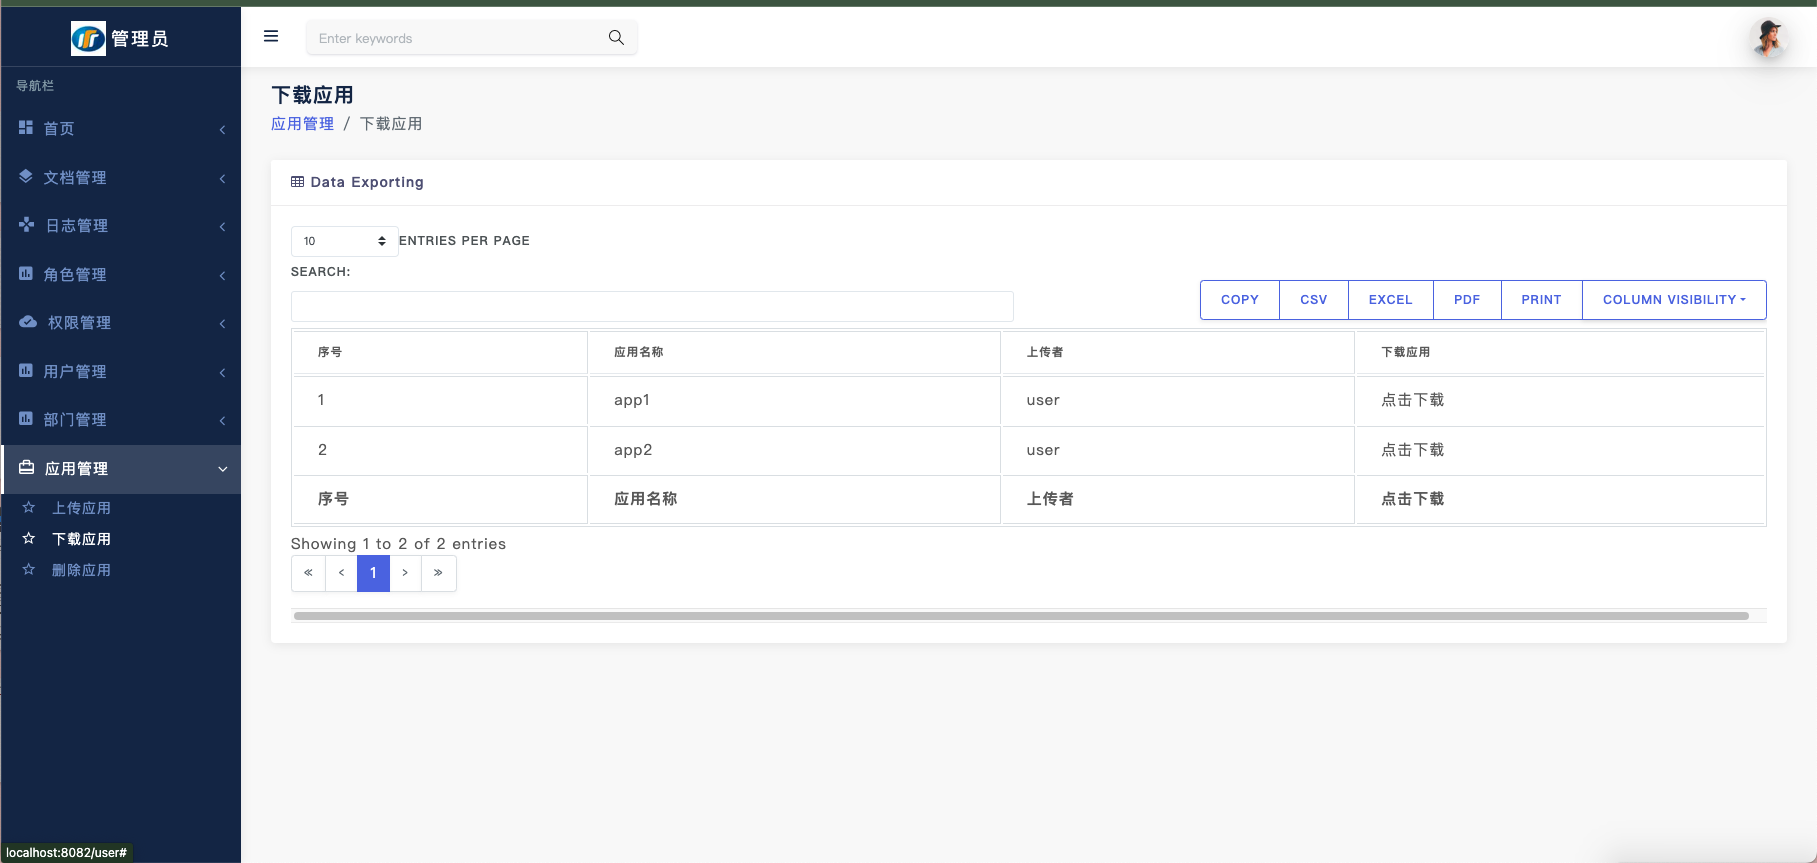 管理员
导航栏
首页
文档管理
日志管理
角色管理
权限管理
用户管理
部门管理
应用管理
上传应用
下载应用
删除应用
localhost:8082/user#
Enter keywords
下载应用
应用管理 / 下载应用
Data Exporting
10 ENTRIES PER PAGE
SEARCH:
COPY CSV EXCEL PDF PRINT COLUMN VISIBILITY
序号 应用名称 上传者 下载应用
1 app1 user 点击下载
2 app2 user 点击下载
序号 应用名称 上传者 点击下载
Showing 1 to 2 of 2 entries
« ‹ 1 › »